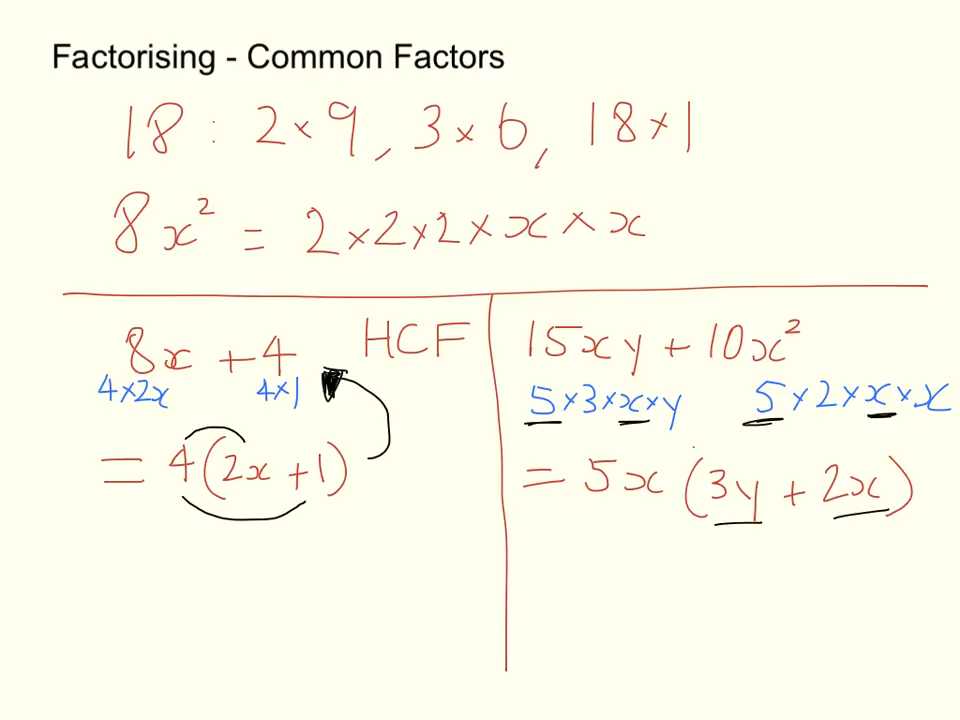 Factorising - Common Factors
18 : 2 × 9, 3 × 6, 18 × 1
8x² = 2 × 2 × 2 × x × x
8x + 4 HCF
4×2x 4×1
= 4(2x + 1)
15xy + 10x²
5 × 3 × x × y 5 × 2 × x × x
= 5x (3y + 2x)